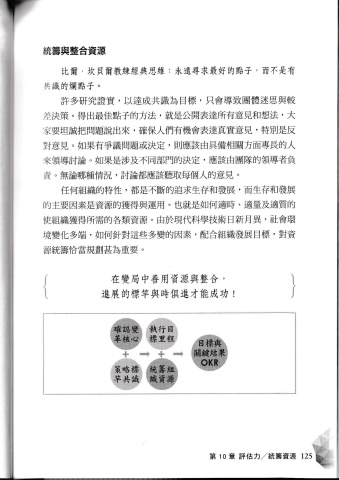 統籌與整合資源
比爾．坎貝爾教練經典思維：永遠尋求最好的點子，而不是有
共識的爛點子。
許多研究證實，以達成共識為目標，只會導致團體迷思與較
差決策。得出最佳點子的方法，就是公開表達所有意見和想法，大
家要坦誠把問題說出來，確保人們有機會表達真實意見，特別是反
對意見。如果有爭議問題或決定，則應該由具備相關方面專長的人
來領導討論。如果是涉及不同部門的決定，應該由團隊的領導者負
責。無論哪種情況，討論都應該聽取每個人的意見。
任何組織的特性，都是不斷的追求生存和發展，而生存和發展
的主要因素是資源的獲得與運用。也就是如何適時、適量及適質的
使組織獲得所需的各類資源。由於現代科學技術日新月異，社會環
境變化多端，如何針對這些多變的因素，配合組織發展目標，對資
源統籌恰當規劃甚為重要。
在變局中善用資源與整合，
進展的標竿與時俱進才能成功！
確認變
革核心
執行目
標里程
目標與
關鍵結果
OKR
+ ➡ + ➡
策略標
竿共識
統籌組
織資源
第 10 章 評估力／統籌資源 125